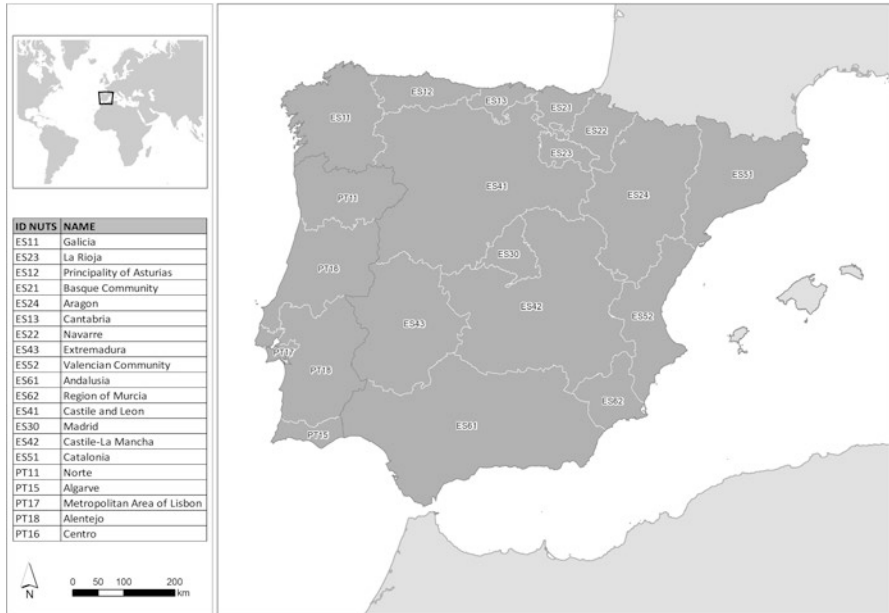 ID NUTS NAME
ES11 Galicia
ES23 La Rioja
ES12 Principality of Asturias
ES21 Basque Community
ES24 Aragon
ES13 Cantabria
ES22 Navarre
ES43 Extremadura
ES52 Valencian Community
ES61 Andalusia
ES62 Region of Murcia
ES41 Castile and Leon
ES30 Madrid
ES42 Castile-La Mancha
ES51 Catalonia
PT11 Norte
PT15 Algarve
PT17 Metropolitan Area of Lisbon
PT18 Alentejo
PT16 Centro
N
0 50 100 200
km
ES12
ES13
ES21
ES11
ES22
ES23
ES51
ES41
ES24
PT11
ES30
PT16
ES42
ES52
ES43
PT17
PT18
ES62
ES61
PT15